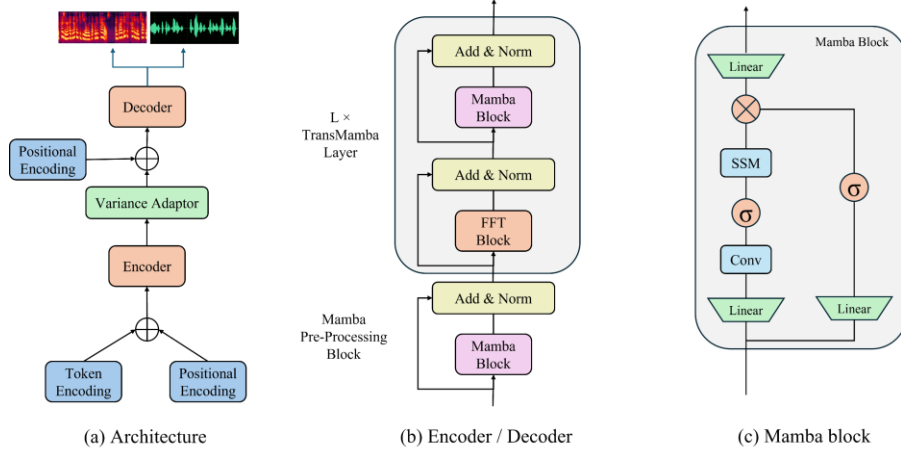 Decoder
Positional
Encoding
Variance Adaptor
Encoder
Token
Encoding
Positional
Encoding
(a) Architecture
Add & Norm
Mamba
Block
L ×
TransMamba
Layer
Add & Norm
FFT
Block
Add & Norm
Mamba
Pre-Processing
Block
Mamba
Block
(b) Encoder / Decoder
Mamba Block
Linear
SSM
σ
σ
Conv
Linear
Linear
(c) Mamba block